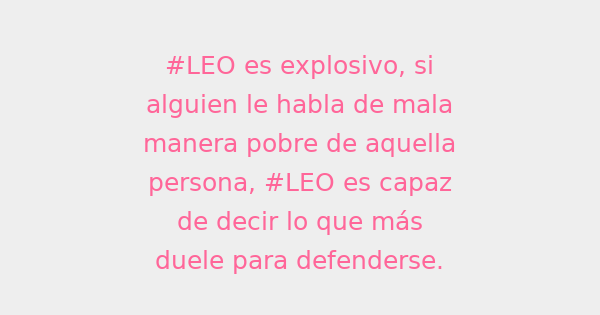 #LEO es explosivo, si
alguien le habla de mala
manera pobre de aquella
persona, #LEO es capaz
de decir lo que más
duele para defenderse.